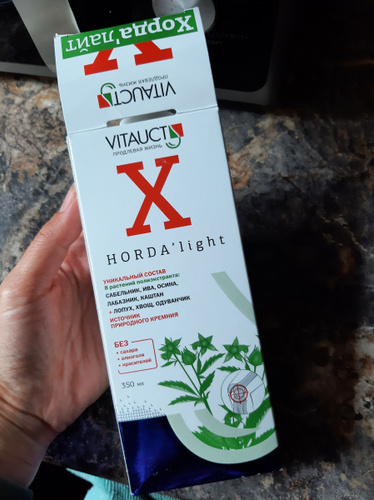 Хорда'лайт
X
ПРОДЛЕВАЯ ЖИЗНЬ
VITAUCT
VITAUCT
ПРОДЛЕВАЯ ЖИЗНЬ
X
HORDA'light
УНИКАЛЬНЫЙ СОСТАВ
8 растений полиэкстракта:
САБЕЛЬНИК, ИВА, ОСИНА,
ЛАБАЗНИК, КАШТАН
+ ЛОПУХ, ХВОЩ, ОДУВАНЧИК
ИСТОЧНИК
ПРИРОДНОГО КРЕМНИЯ
БЕЗ
• сахара
• алкоголя
• красителей
350 мл